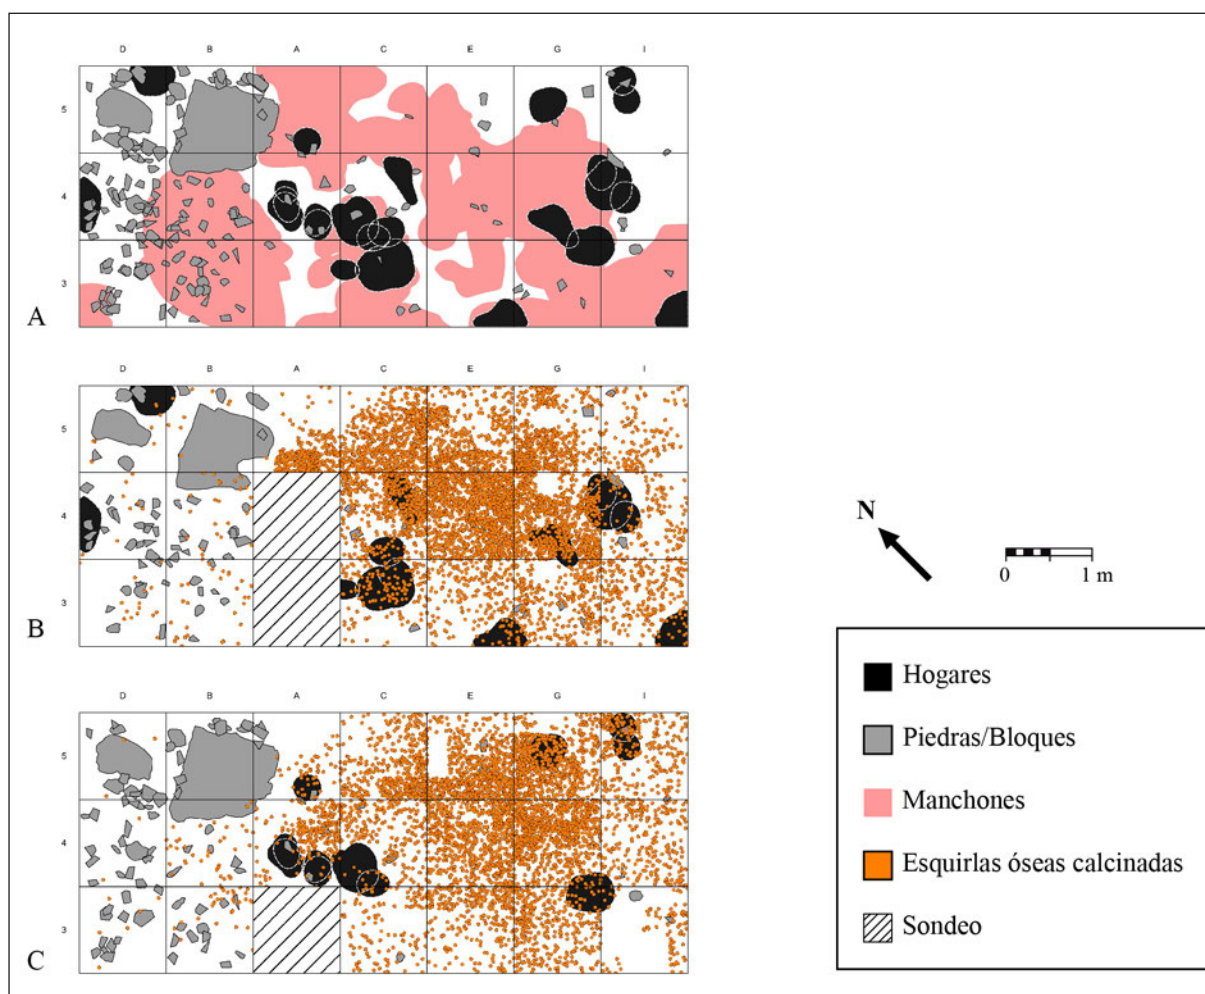 D B A C E G I
5
4
3
A
D B A C E G I
5
4
3
B
D B A C E G I
5
4
3
C
N
0 1 m
Hogares
Piedras/Bloques
Manchones
Esquirlas óseas calcinadas
Sondeo